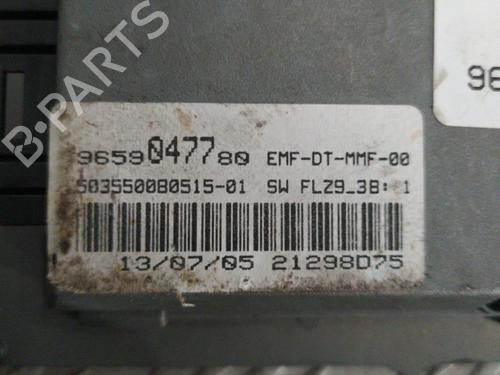 96
9659047780 EMF-DT-MMF-00
503550080515-01 SW FLZ9_3B: 1
13/07/05 21298D75
B-PARTS